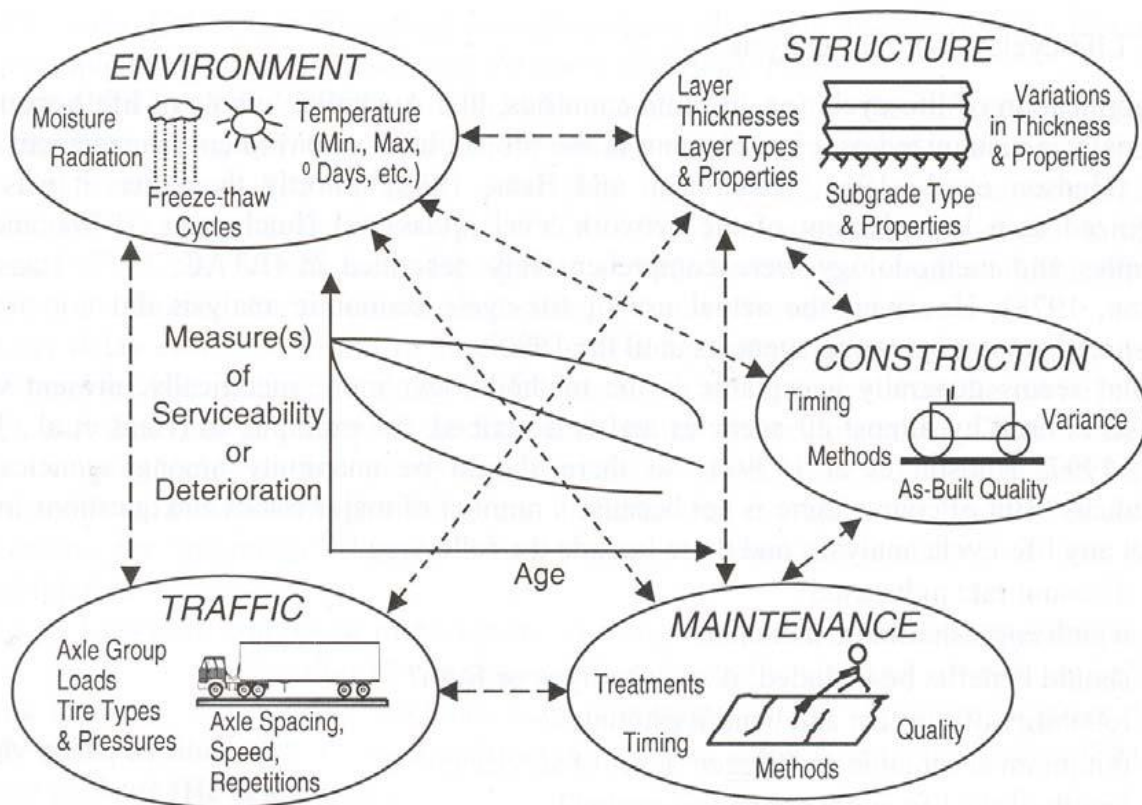 ENVIRONMENT
Moisture
Radiation
Temperature
(Min., Max,
0 Days, etc.)
Freeze-thaw
Cycles
STRUCTURE
Layer
Thicknesses
Layer Types
& Properties
Variations
in Thickness
& Properties
Subgrade Type
& Properties
Measure(s)
of
Serviceability
or
Deterioration
Age
CONSTRUCTION
Timing
Variance
Methods
As-Built Quality
TRAFFIC
Axle Group
Loads
Tire Types
& Pressures
Axle Spacing,
Speed,
Repetitions
MAINTENANCE
Treatments
Timing
Quality
Methods